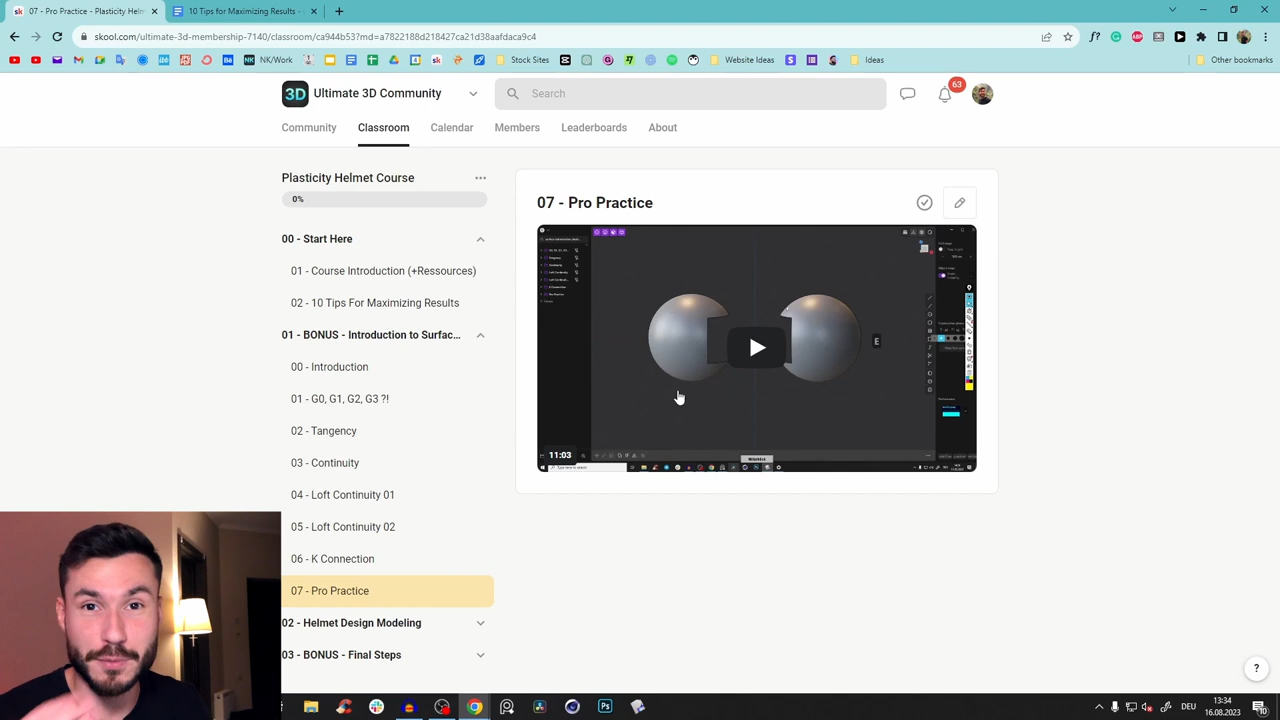 07 - Pro Practice - Plasticity Helm
10 Tips for Maximizing Results -
skool.com/ultimate-3d-membership-7140/classroom/ca944b53?md=a7822188d218427ca21d38aafdaca9c4
NK/Work
Stock Sites
Website Ideas
Other bookmarks
3D
Ultimate 3D Community
Search
63
Community
Classroom
Calendar
Members
Leaderboards
About
Plasticity Helmet Course
0%
00 - Start Here
01 - Course Introduction (+Ressources)
02 - 10 Tips For Maximizing Results
01 - BONUS - Introduction to Surfac...
00 - Introduction
01 - G0, G1, G2, G3 ?!
02 - Tangency
03 - Continuity
04 - Loft Continuity 01
05 - Loft Continuity 02
06 - K Connection
07 - Pro Practice
02 - Helmet Design Modeling
03 - BONUS - Final Steps
07 - Pro Practice
E
11:03
?
DEU
13:34
16.08.2023